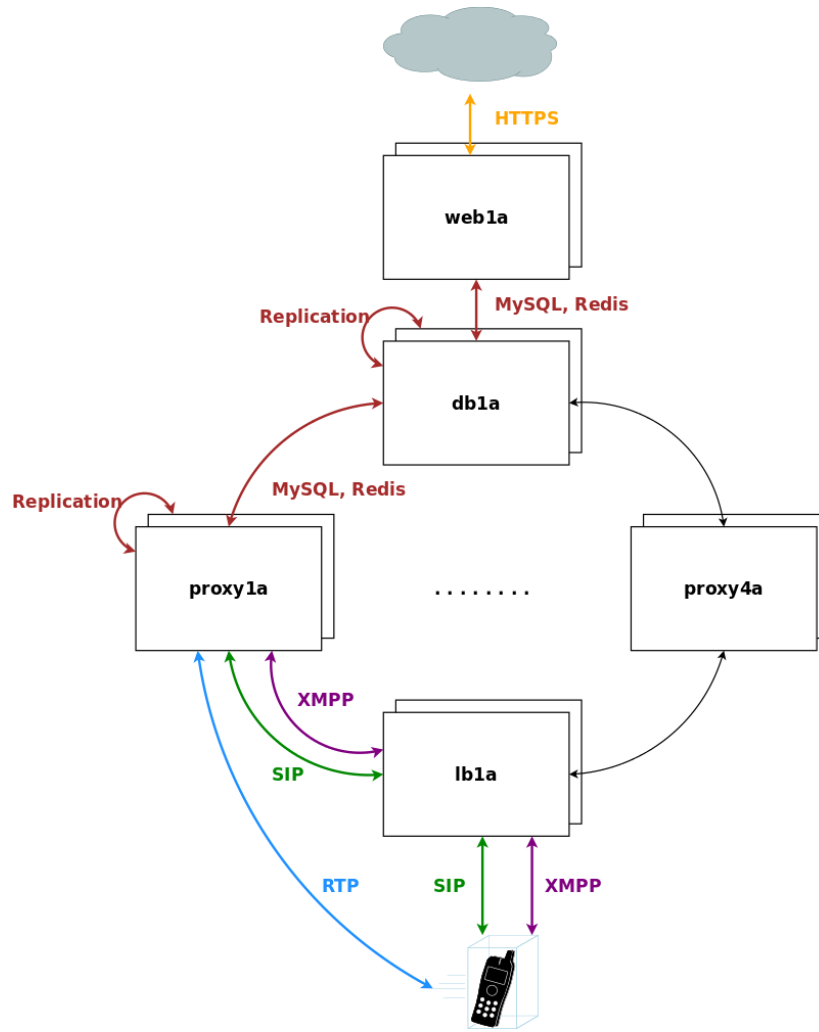 HTTPS
web1a
MySQL, Redis
Replication
db1a
MySQL, Redis
Replication
proxy1a
........
proxy4a
XMPP
SIP
lb1a
RTP
SIP
XMPP